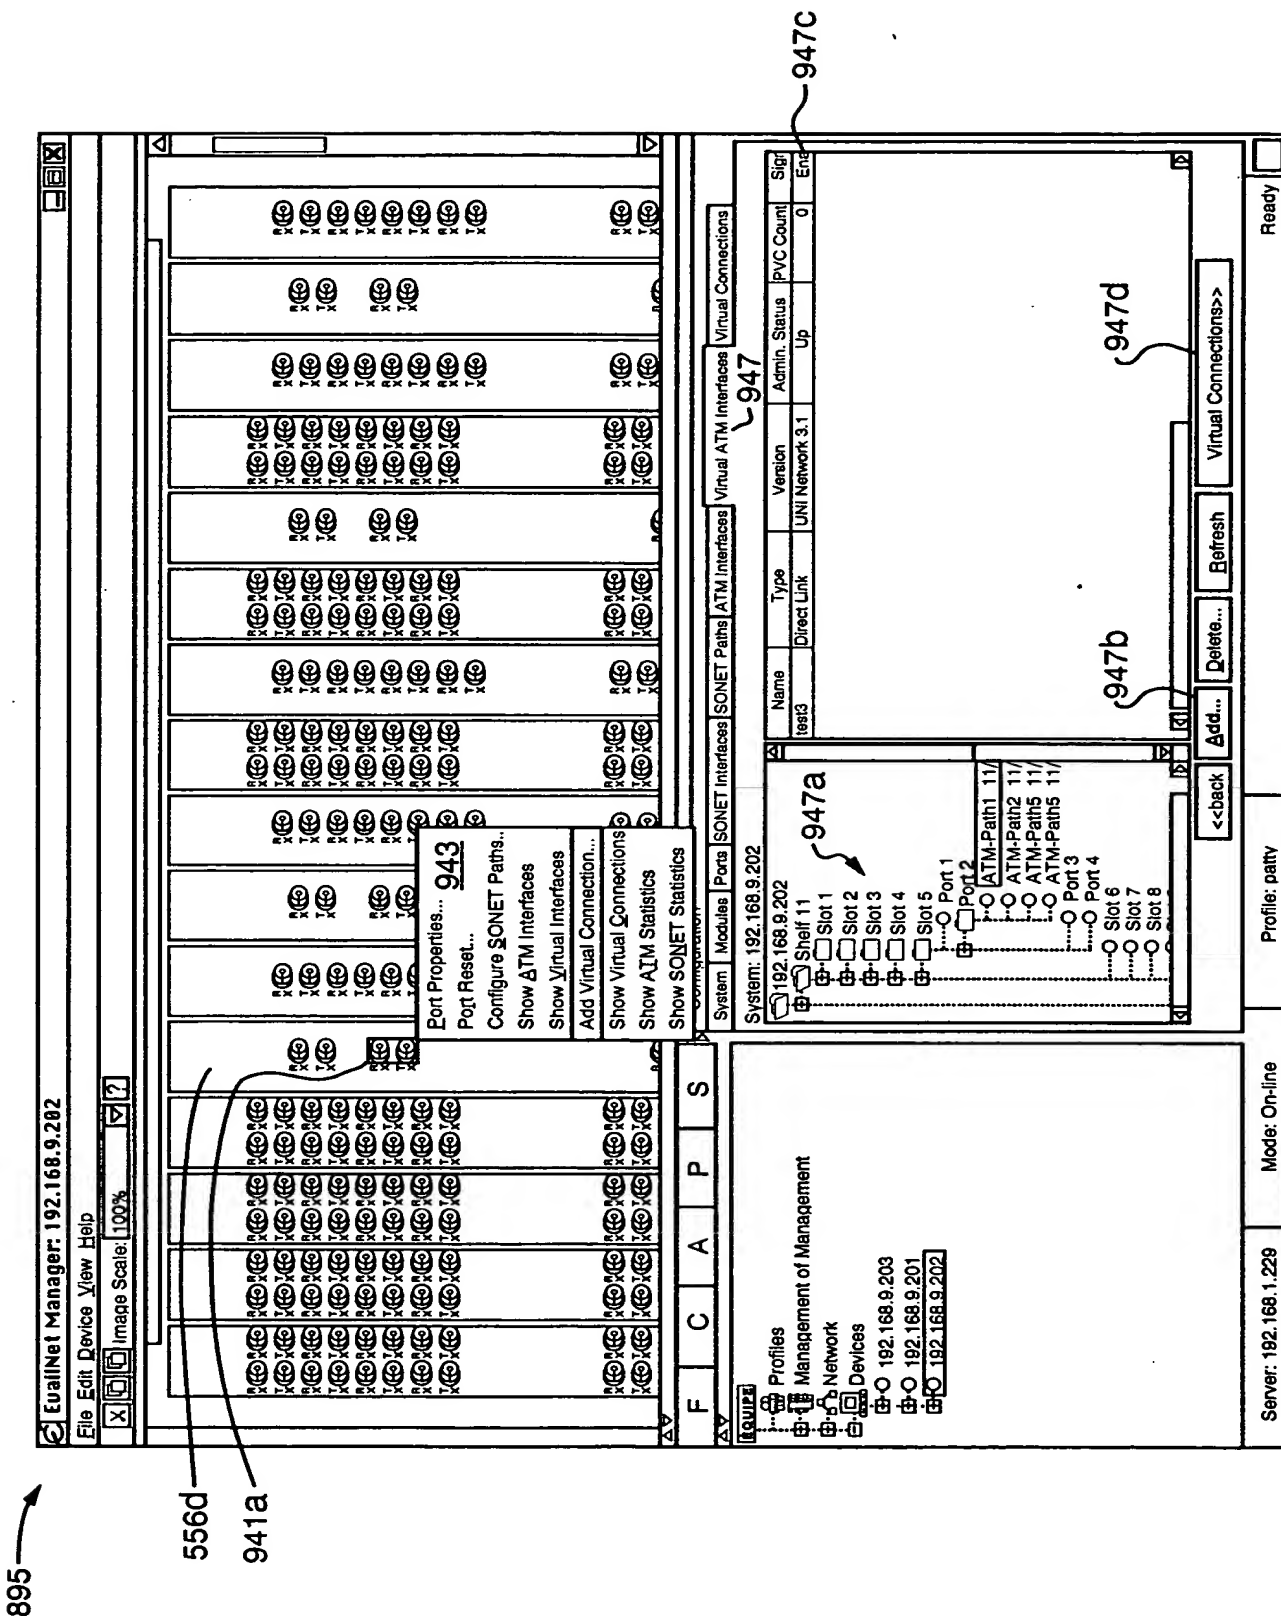 895
EuallNet Manager: 192.168.9.202
File Edit Device View Help
Image Scale: 100%
?
556d
941a
Port Properties... 943
Port Reset...
Configure SONET Paths...
Show ATM Interfaces
Show Virtual Interfaces
Add Virtual Connection...
Show Virtual Connections
Show ATM Statistics
Show SONET Statistics
F C A P S
EQUIPE
Profiles
Management of Management
Network
Devices
192.168.9.203
192.168.9.201
192.168.9.202
System Modules Ports SONET Interfaces SONET Paths ATM Interfaces Virtual ATM Interfaces Virtual Connections
947
System: 192.168.9.202
192.168.9.202
Shelf 11
Slot 1
Slot 2
Slot 3
Slot 4
Slot 5
Port 1
Port 2
ATM-Path1 11/
ATM-Path2 11/
ATM-Path5 11/
ATM-Path5 11/
Port 3
Port 4
Slot 6
Slot 7
Slot 8
947a
Name Type Version Admin. Status PVC Count Sigr
test3 Direct Link UNI Network 3.1 Up 0 Ena
947c
947b
947d
<<back Add... Delete... Refresh Virtual Connections>>
Server: 192.168.1.229 Mode: On-line Profile: patty Ready